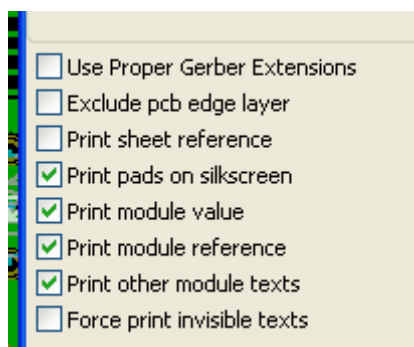 Use Proper Gerber Extensions
Exclude pcb edge layer
Print sheet reference
Print pads on silkscreen
Print module value
Print module reference
Print other module texts
Force print invisible texts